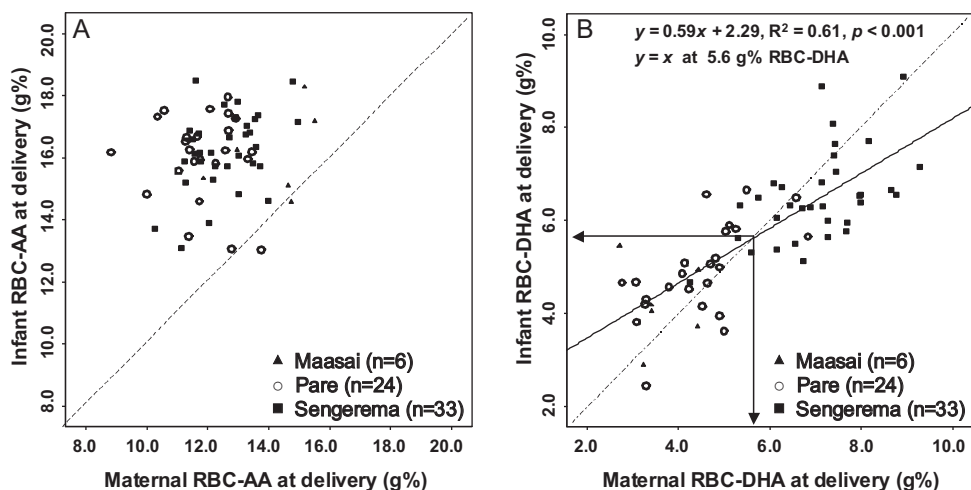 A
Infant RBC-AA at delivery (g%)
20.0
18.0
16.0
14.0
12.0
10.0
8.0
Maasai (n=6)
Pare (n=24)
Sengerema (n=33)
8.0 10.0 12.0 14.0 16.0 18.0 20.0
Maternal RBC-AA at delivery (g%)
B
y = 0.59x + 2.29, R² = 0.61, p < 0.001
y = x at 5.6 g% RBC-DHA
Infant RBC-DHA at delivery (g%)
10.0
8.0
6.0
4.0
2.0
Maasai (n=6)
Pare (n=24)
Sengerema (n=33)
2.0 4.0 6.0 8.0 10.0
Maternal RBC-DHA at delivery (g%)